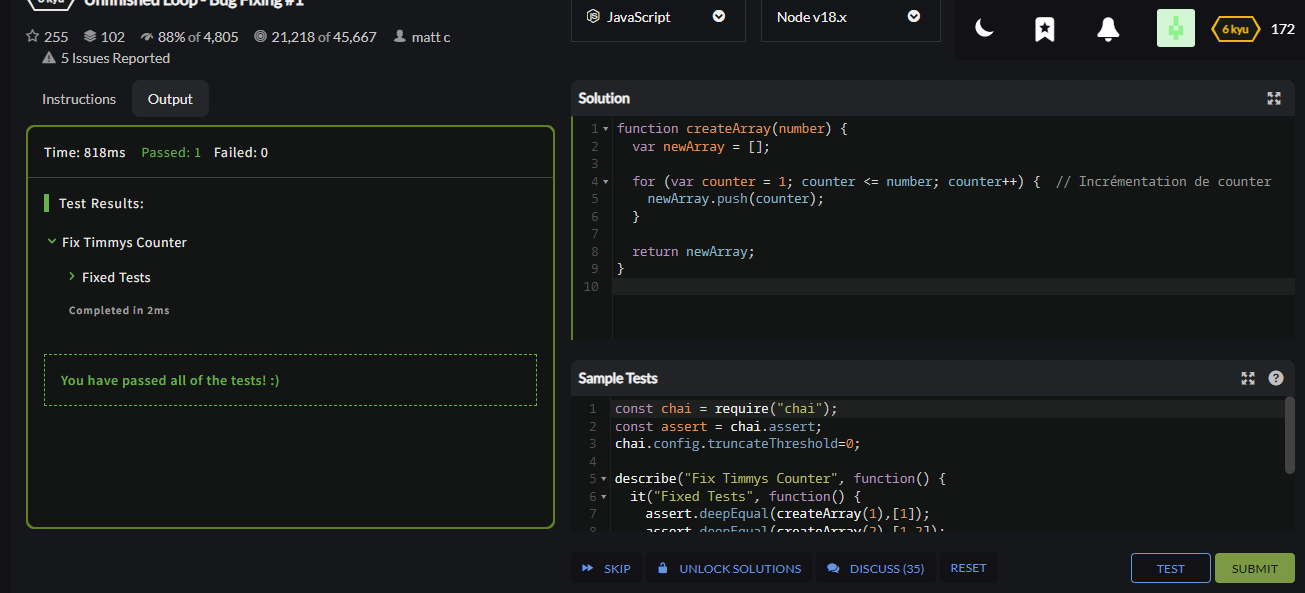 6 kyu Unfinished Loop - Bug Fixing #1
255 102 88% of 4,805 21,218 of 45,667 matt c
5 Issues Reported
JavaScript
Node v18.x
6 kyu 172
Instructions Output
Time: 818ms Passed: 1 Failed: 0
Test Results:
Fix Timmys Counter
Fixed Tests
Completed in 2ms
You have passed all of the tests! :)
Solution
1 function createArray(number) {
2 var newArray = [];
3
4 for (var counter = 1; counter <= number; counter++) { // Incrémentation de counter
5 newArray.push(counter);
6 }
7
8 return newArray;
9 }
10
Sample Tests
?
1 const chai = require("chai");
2 const assert = chai.assert;
3 chai.config.truncateThreshold=0;
4
5 describe("Fix Timmys Counter", function() {
6 it("Fixed Tests", function() {
7 assert.deepEqual(createArray(1),[1]);
8 assert.deepEqual(createArray(2),[1,2]);
SKIP UNLOCK SOLUTIONS DISCUSS (35) RESET TEST SUBMIT